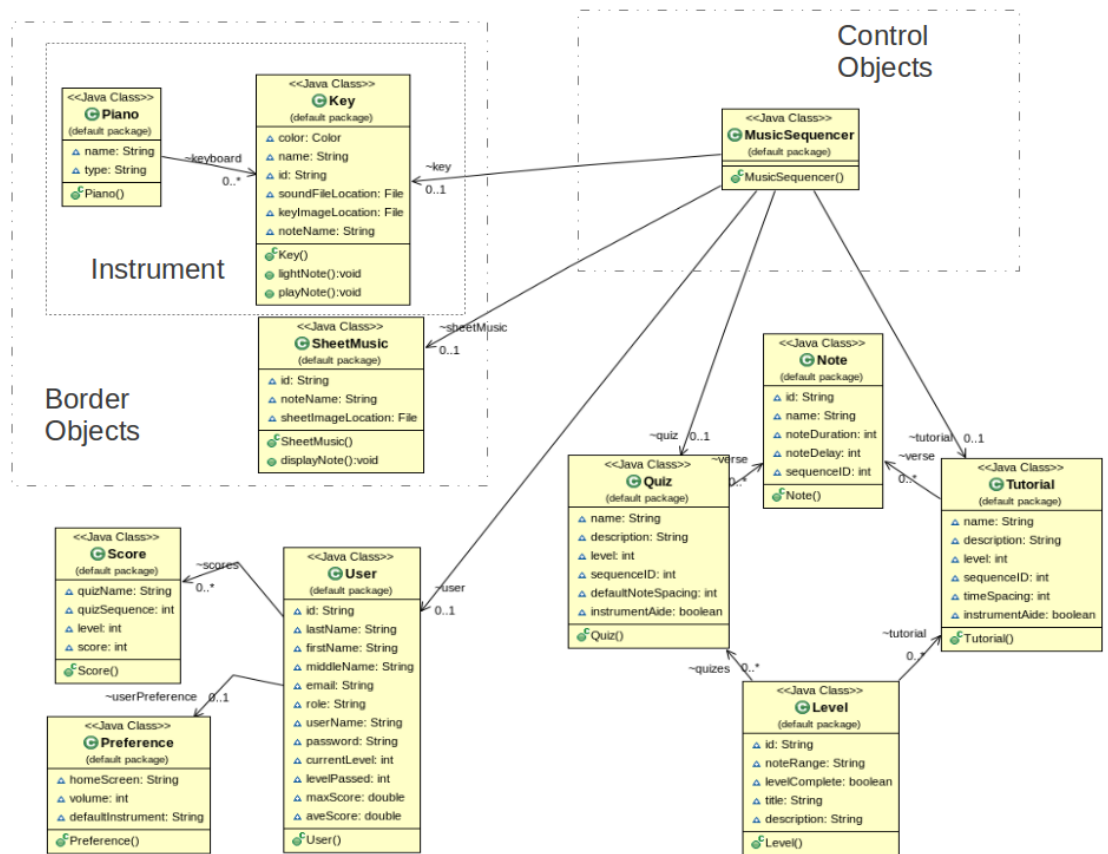 Control
Objects
<<Java Class>>
Piano
(default package)
name: String
type: String
Piano()
~keyboard
0..*
<<Java Class>>
Key
(default package)
color: Color
name: String
id: String
soundFileLocation: File
keyImageLocation: File
noteName: String
Key()
lightNote():void
playNote():void
Instrument
~key
0..1
<<Java Class>>
MusicSequencer
(default package)
MusicSequencer()
<<Java Class>>
SheetMusic
(default package)
id: String
noteName: String
sheetImageLocation: File
SheetMusic()
displayNote():void
~sheetMusic
0..1
Border
Objects
<<Java Class>>
Note
(default package)
id: String
name: String
noteDuration: int
noteDelay: int
sequenceID: int
Note()
~quiz
0..1
~verse
0..*
~tutorial
0..1
~verse
0..*
<<Java Class>>
Quiz
(default package)
name: String
description: String
level: int
sequenceID: int
defaultNoteSpacing: int
instrumentAide: boolean
Quiz()
<<Java Class>>
Tutorial
(default package)
name: String
description: String
level: int
sequenceID: int
timeSpacing: int
instrumentAide: boolean
Tutorial()
<<Java Class>>
Score
(default package)
quizName: String
quizSequence: int
level: int
score: int
Score()
~scores
0..*
<<Java Class>>
User
(default package)
id: String
lastName: String
firstName: String
middleName: String
email: String
role: String
userName: String
password: String
currentLevel: int
levelPassed: int
maxScore: double
aveScore: double
User()
~user
0..1
~userPreference
0..1
<<Java Class>>
Preference
(default package)
homeScreen: String
volume: int
defaultInstrument: String
Preference()
~quizes
0..*
~tutorial
0..*
<<Java Class>>
Level
(default package)
id: String
noteRange: String
levelComplete: boolean
title: String
description: String
Level()